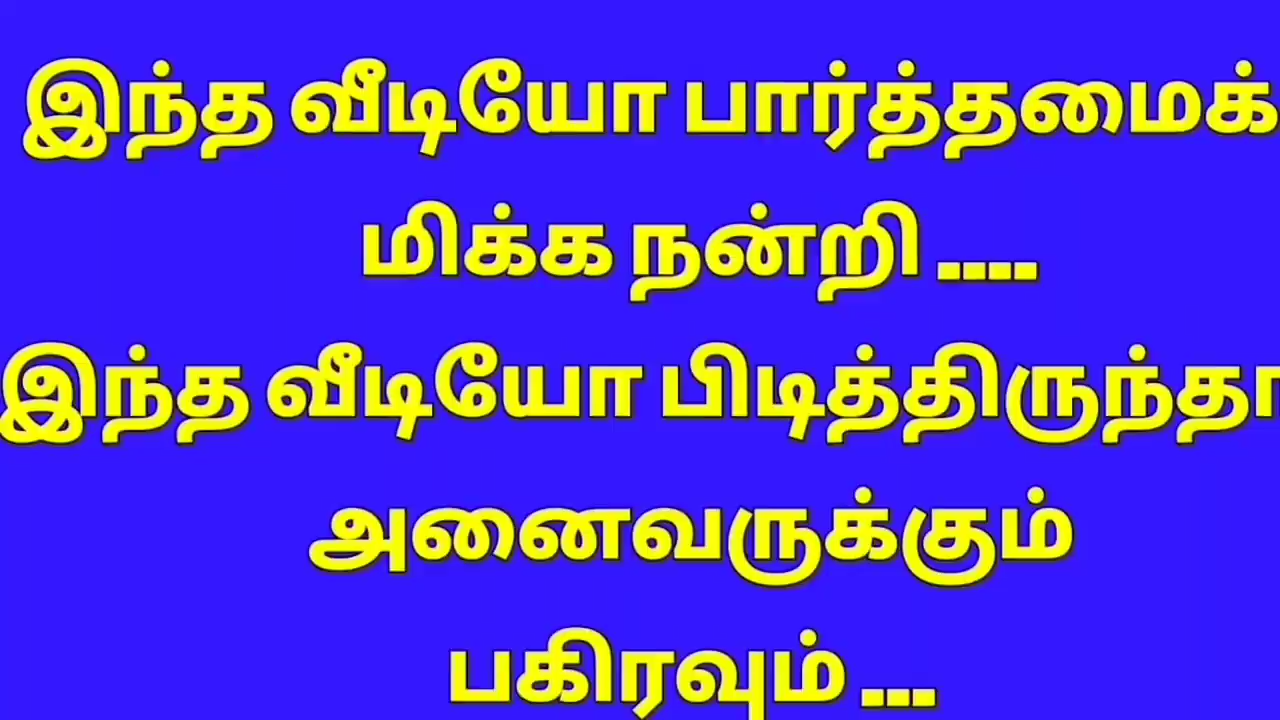 இந்த வீடியோ பார்த்தமைக்
மிக்க நன்றி ....
இந்த வீடியோ பிடித்திருந்தா
அனைவருக்கும்
பகிரவும் ...